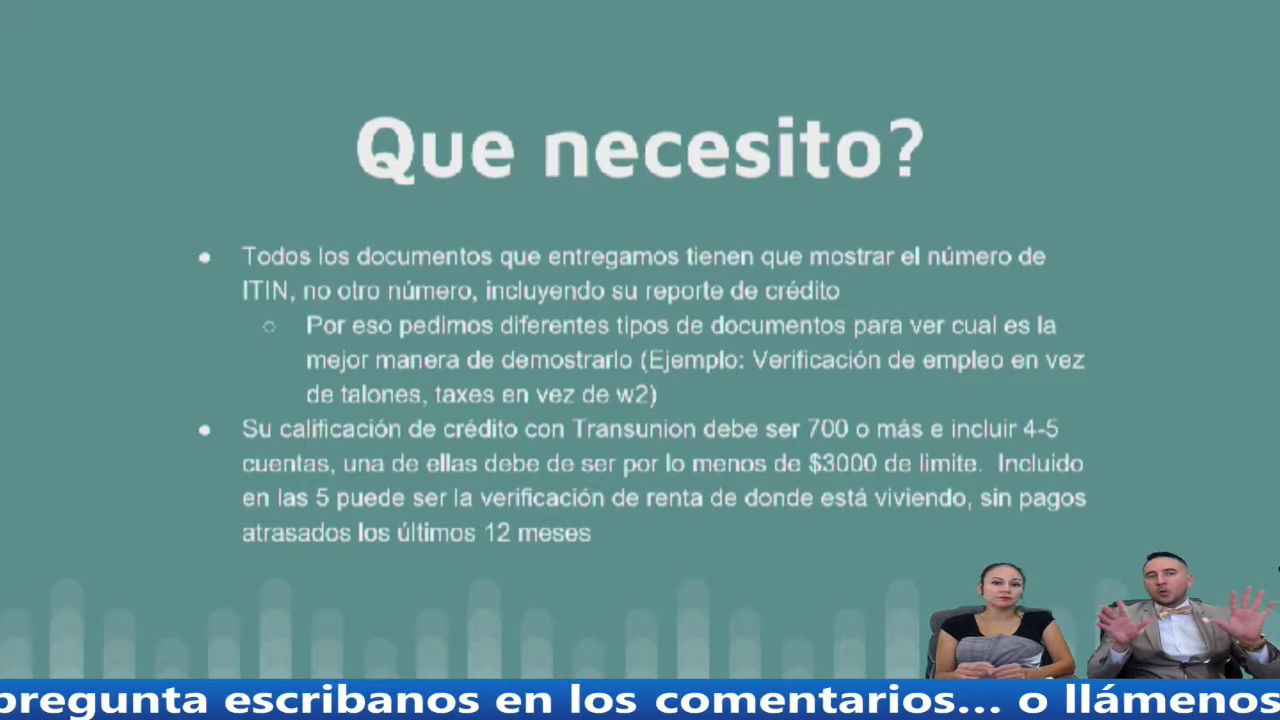 Que necesito?
● Todos los documentos que entregamos tienen que mostrar el número de
ITIN, no otro número, incluyendo su reporte de crédito
○ Por eso pedimos diferentes tipos de documentos para ver cual es la
mejor manera de demostrarlo (Ejemplo: Verificación de empleo en vez
de talones, taxes en vez de w2)
● Su calificación de crédito con Transunion debe ser 700 o más e incluir 4-5
cuentas, una de ellas debe de ser por lo menos de $3000 de limite. Incluido
en las 5 puede ser la verificación de renta de donde está viviendo, sin pagos
atrasados los últimos 12 meses
pregunta escribanos en los comentarios... o llámenos